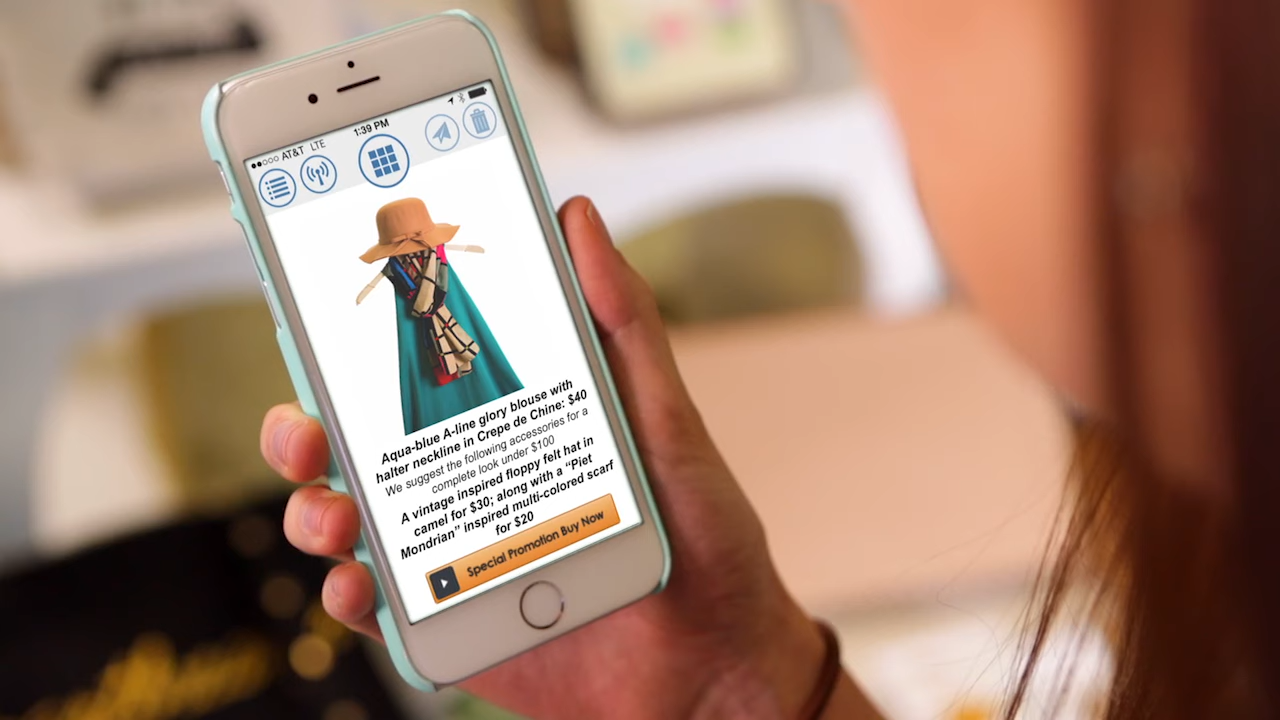 AT&T LTE 1:39 PM
Aqua-blue A-line glory blouse with
halter neckline in Crepe de Chine: $40
We suggest the following accessories for a
complete look under $100
A vintage inspired floppy felt hat in
camel for $30; along with a “Piet
Mondrian” inspired multi-colored scarf
for $20
Special Promotion Buy Now